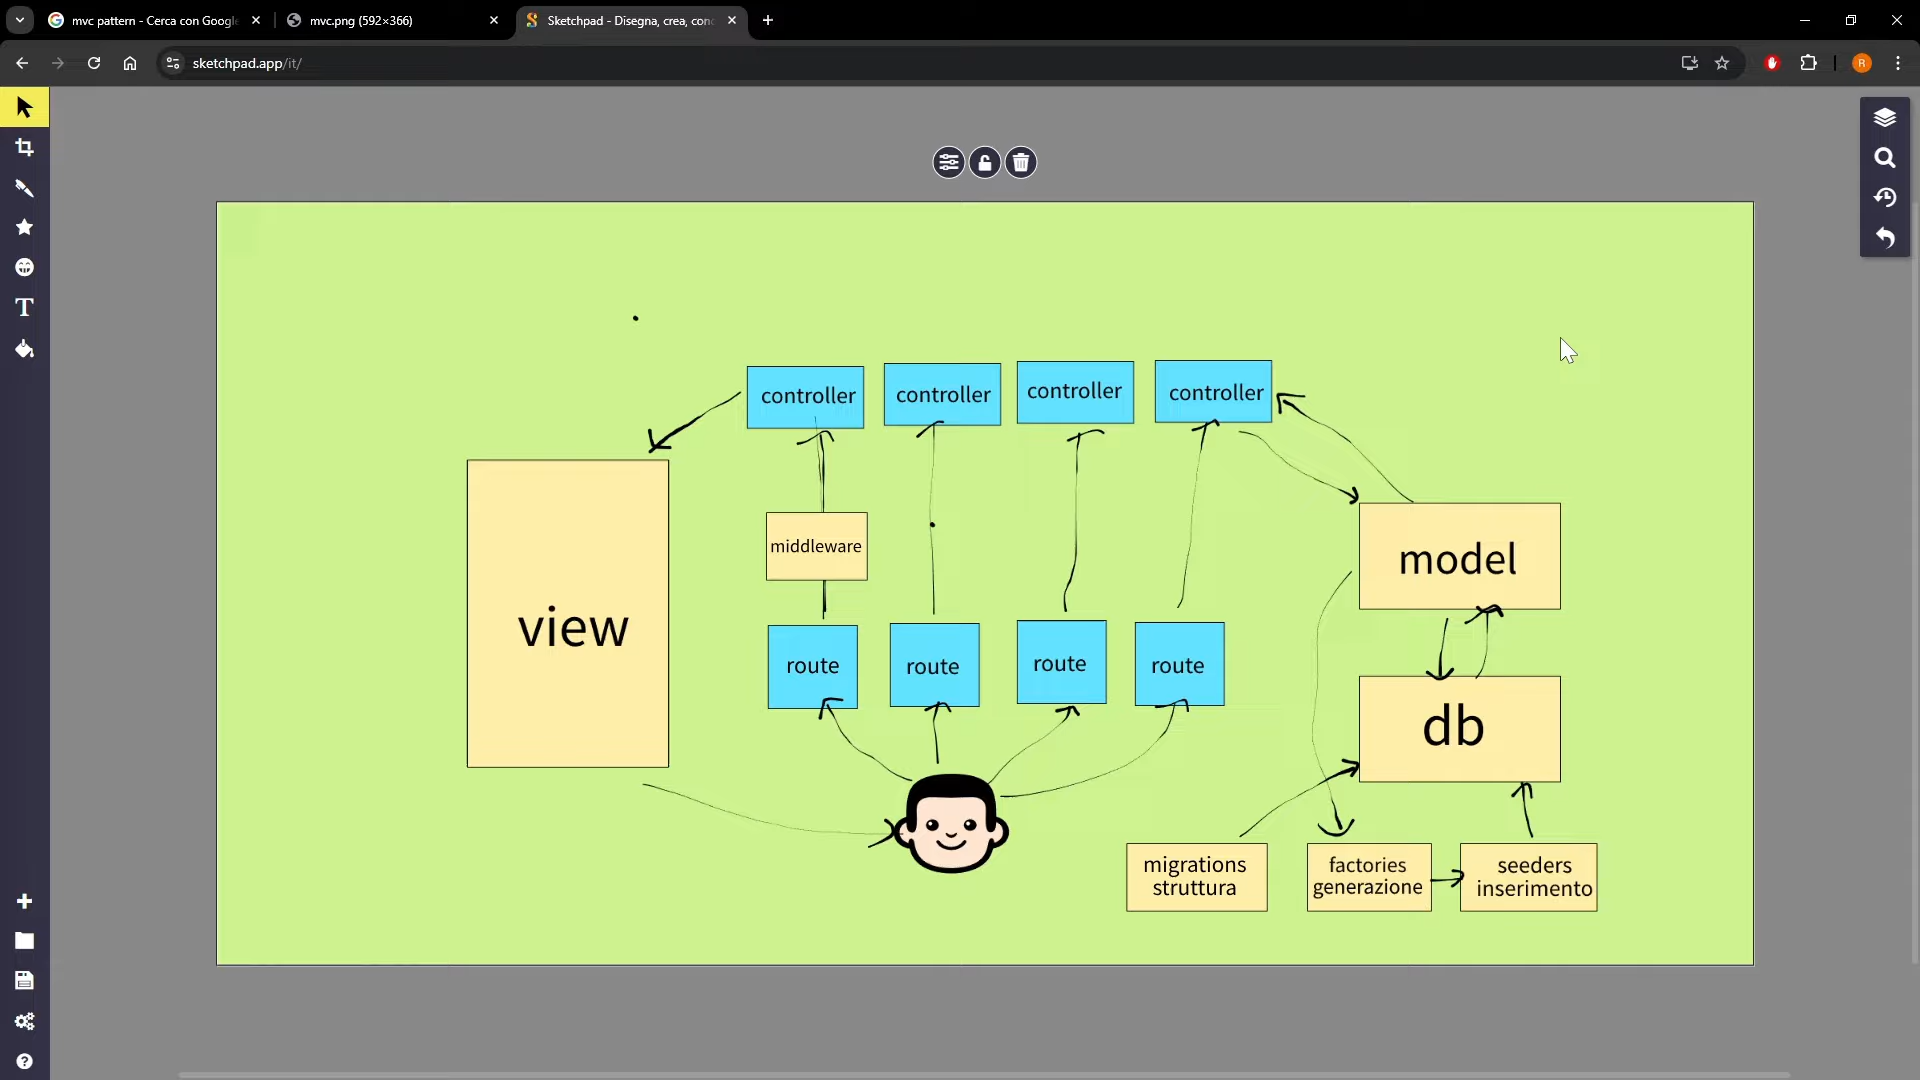 mvc pattern - Cerca con Google
mvc.png (592×366)
Sketchpad - Disegna, crea, con
sketchpad.app/it/
R
T
controller
controller
controller
controller
middleware
view
model
route
route
route
route
db
migrations
struttura
factories
generazione
seeders
inserimento